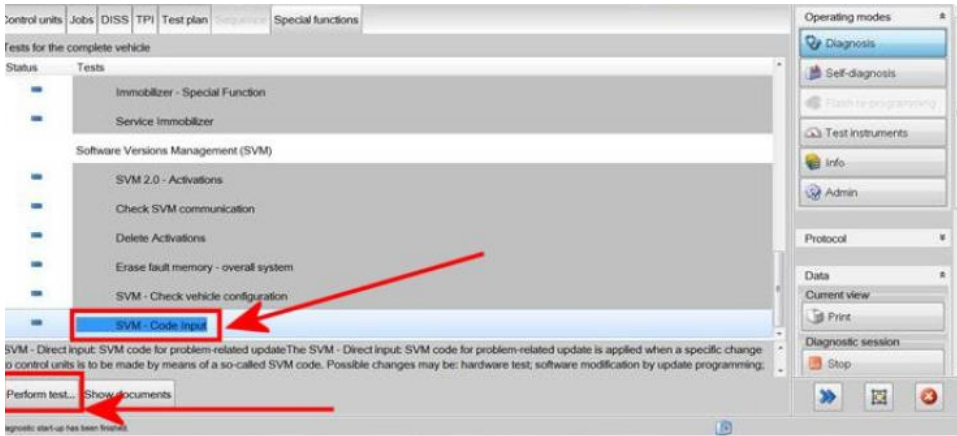 Control units Jobs DISS TPI Test plan Sequence Special functions
Tests for the complete vehicle
Status Tests
Immobilizer - Special Function
Service Immobilizer
Software Versions Management (SVM)
SVM 2.0 - Activations
Check SVM communication
Delete Activations
Erase fault memory - overall system
SVM - Check vehicle configuration
SVM - Code Input
SVM - Direct input: SVM code for problem-related updateThe SVM - Direct input: SVM code for problem-related update is applied when a specific change
to control units is to be made by means of a so-called SVM code. Possible changes may be: hardware test; software modification by update programming;
Perform test... Show documents
Diagnostic start-up has been finished.
Operating modes
Diagnosis
Self-diagnosis
Flash re-programming
Test instruments
Info
Admin
Protocol
Data
Current view
Print
Diagnostic session
Stop